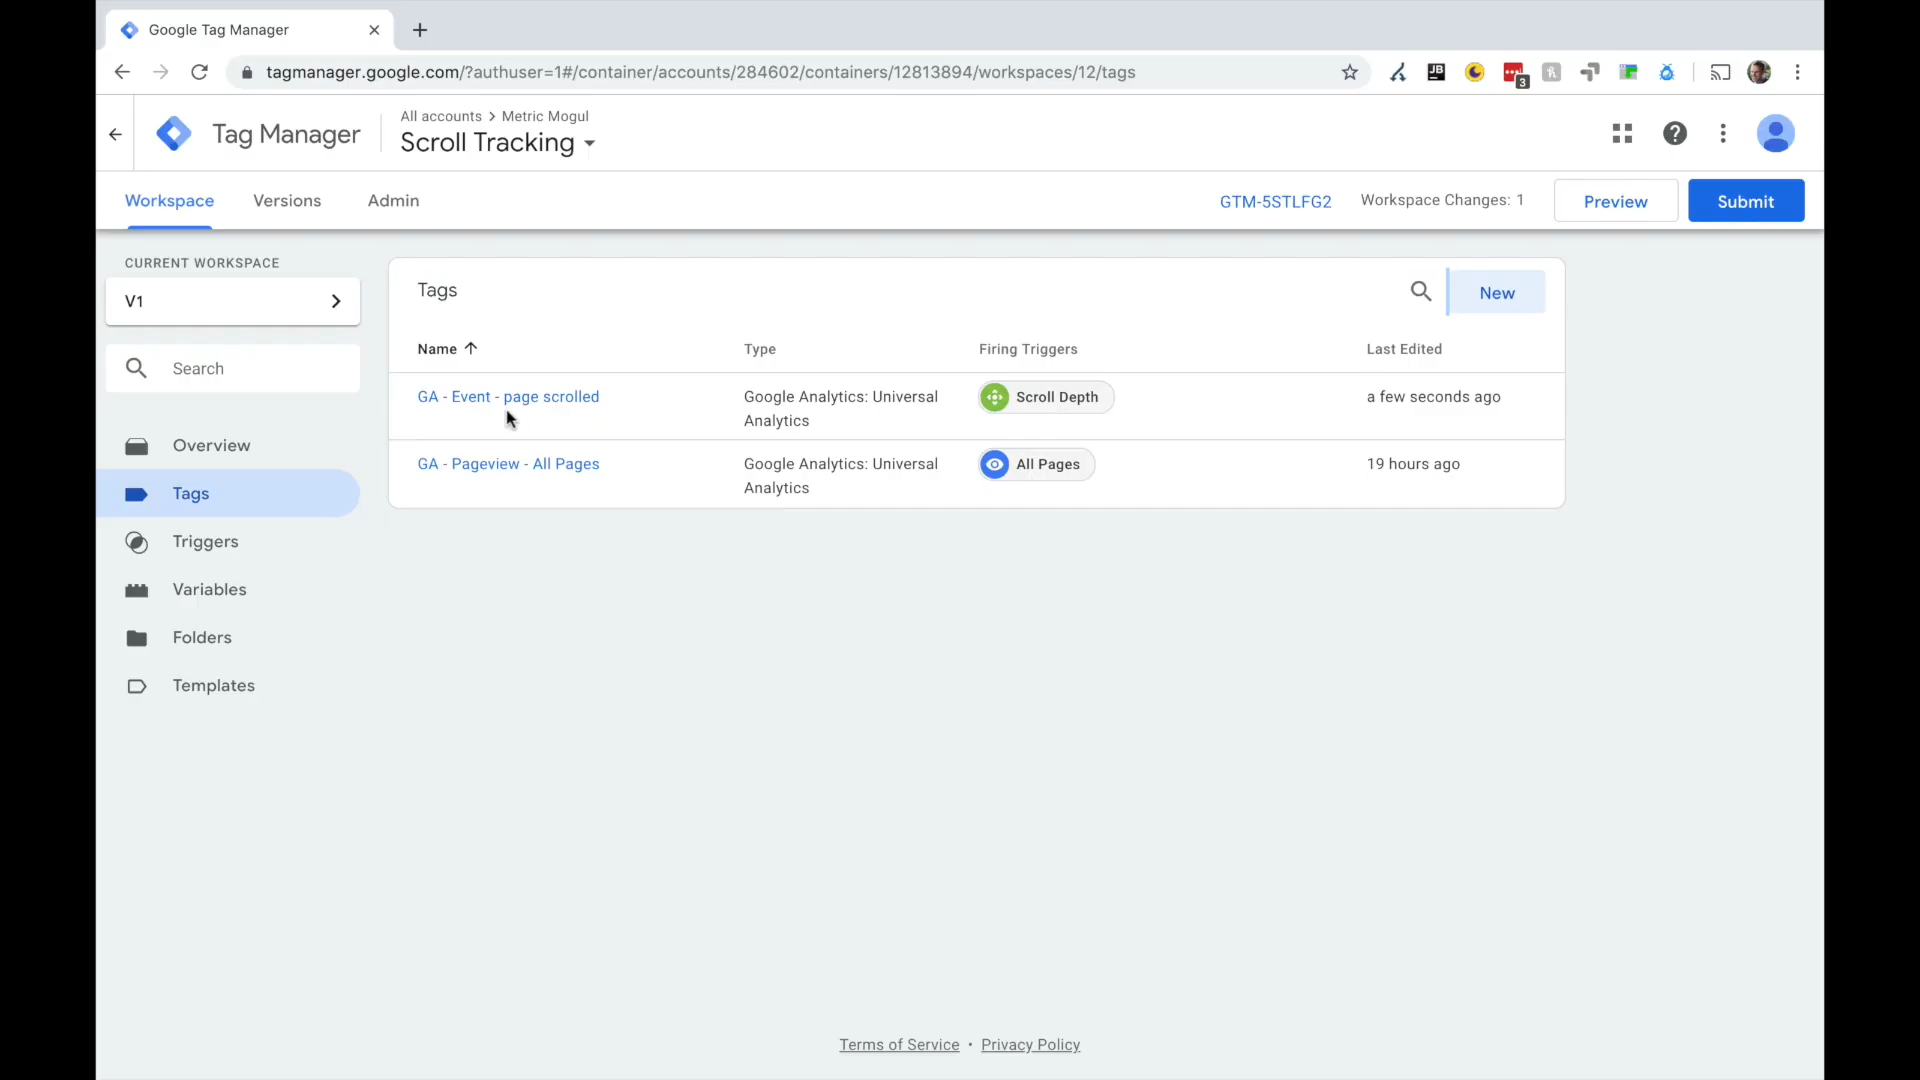 Google Tag Manager
tagmanager.google.com/?authuser=1#/container/accounts/284602/containers/12813894/workspaces/12/tags
JB
3
Tag Manager
All accounts > Metric Mogul
Scroll Tracking
Workspace
Versions
Admin
GTM-5STLFG2
Workspace Changes: 1
Preview
Submit
CURRENT WORKSPACE
V1
Search
Overview
Tags
Triggers
Variables
Folders
Templates
Tags
New
Name
Type
Firing Triggers
Last Edited
GA - Event - page scrolled
Google Analytics: Universal
Analytics
Scroll Depth
a few seconds ago
GA - Pageview - All Pages
Google Analytics: Universal
Analytics
All Pages
19 hours ago
Terms of Service • Privacy Policy